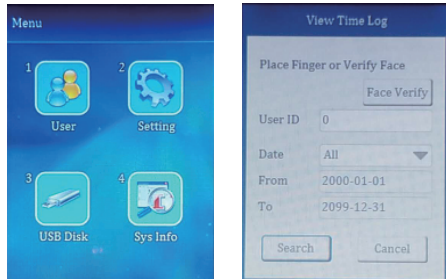 Menu
1 2
User Setting
3 4
USB Disk Sys Info
View Time Log
Place Finger or Verify Face
Face Verify
User ID 0
Date All
From 2000-01-01
To 2099-12-31
Search Cancel